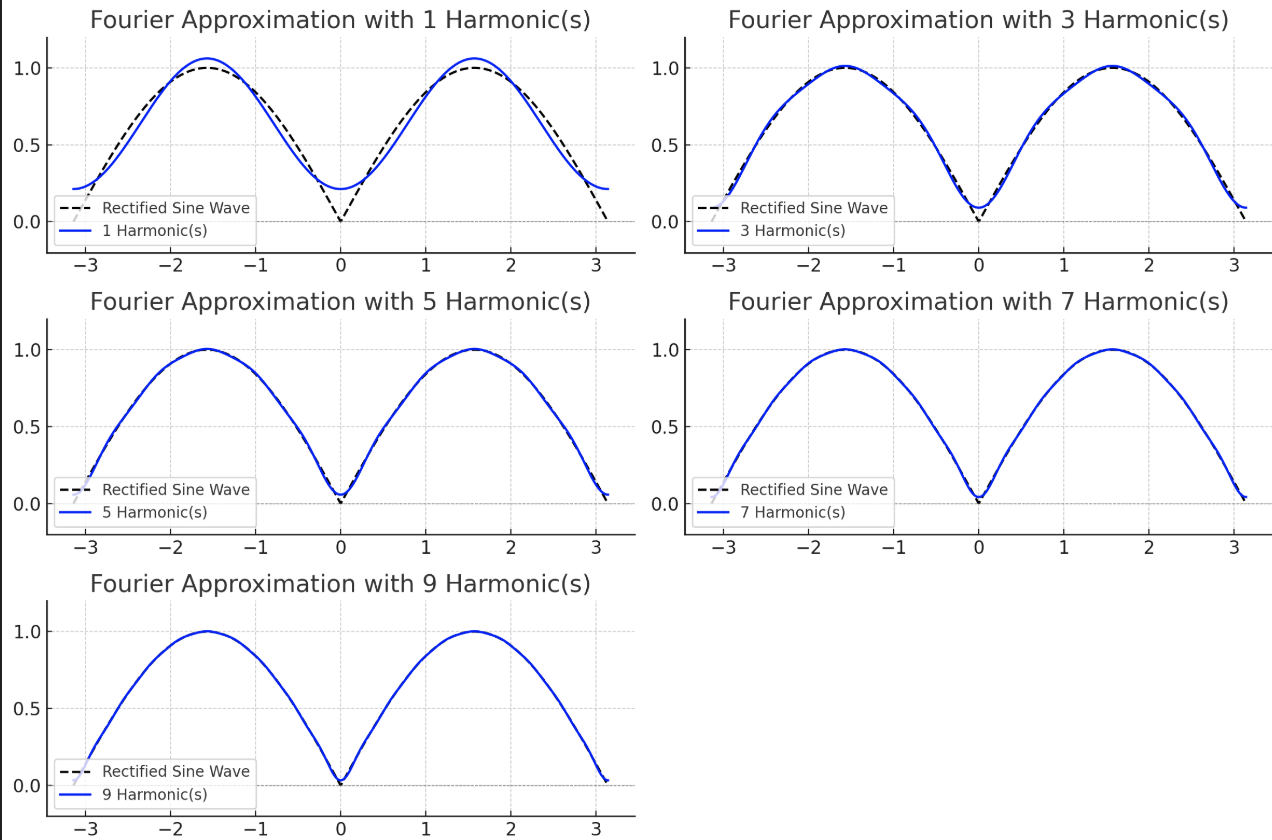 Fourier Approximation with 1 Harmonic(s)
1.0
0.5
0.0
Rectified Sine Wave
1 Harmonic(s)
−3 −2 −1 0 1 2 3
Fourier Approximation with 3 Harmonic(s)
1.0
0.5
0.0
Rectified Sine Wave
3 Harmonic(s)
−3 −2 −1 0 1 2 3
Fourier Approximation with 5 Harmonic(s)
1.0
0.5
0.0
Rectified Sine Wave
5 Harmonic(s)
−3 −2 −1 0 1 2 3
Fourier Approximation with 7 Harmonic(s)
1.0
0.5
0.0
Rectified Sine Wave
7 Harmonic(s)
−3 −2 −1 0 1 2 3
Fourier Approximation with 9 Harmonic(s)
1.0
0.5
0.0
Rectified Sine Wave
9 Harmonic(s)
−3 −2 −1 0 1 2 3